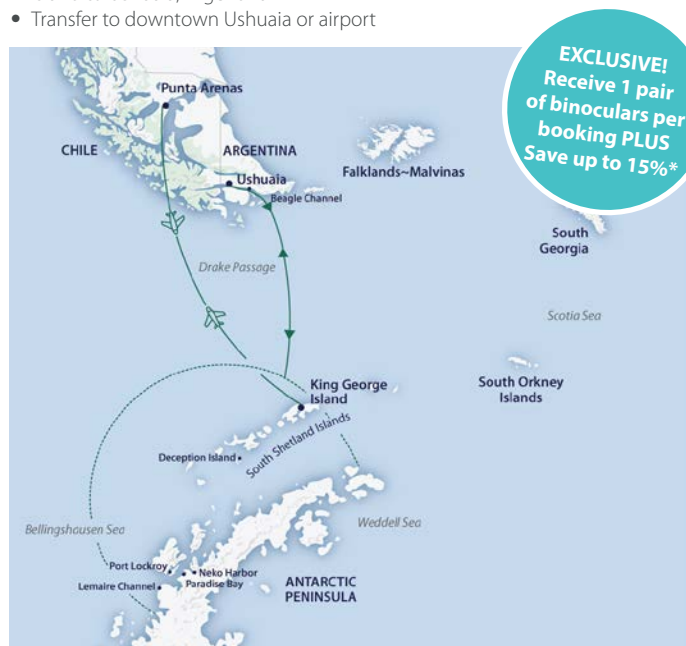 • Transfer to downtown Ushuaia or airport
EXCLUSIVE!
Receive 1 pair
of binoculars per
booking PLUS
Save up to 15%*
Punta Arenas
CHILE
ARGENTINA
Ushuaia
Beagle Channel
Falklands~Malvinas
South
Georgia
Drake Passage
Scotia Sea
King George
Island
South Orkney
Islands
Deception Island
South Shetland Islands
Bellingshausen Sea
Weddell Sea
Port Lockroy
Neko Harbor
Paradise Bay
Lemaire Channel
ANTARCTIC
PENINSULA